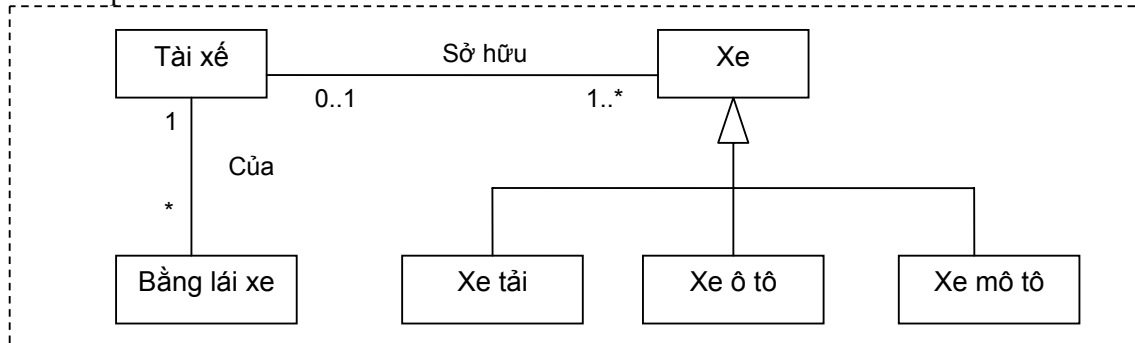 Tài xế
Sở hữu
Xe
0..1
1..*
1
Của
*
Bằng lái xe
Xe tải
Xe ô tô
Xe mô tô